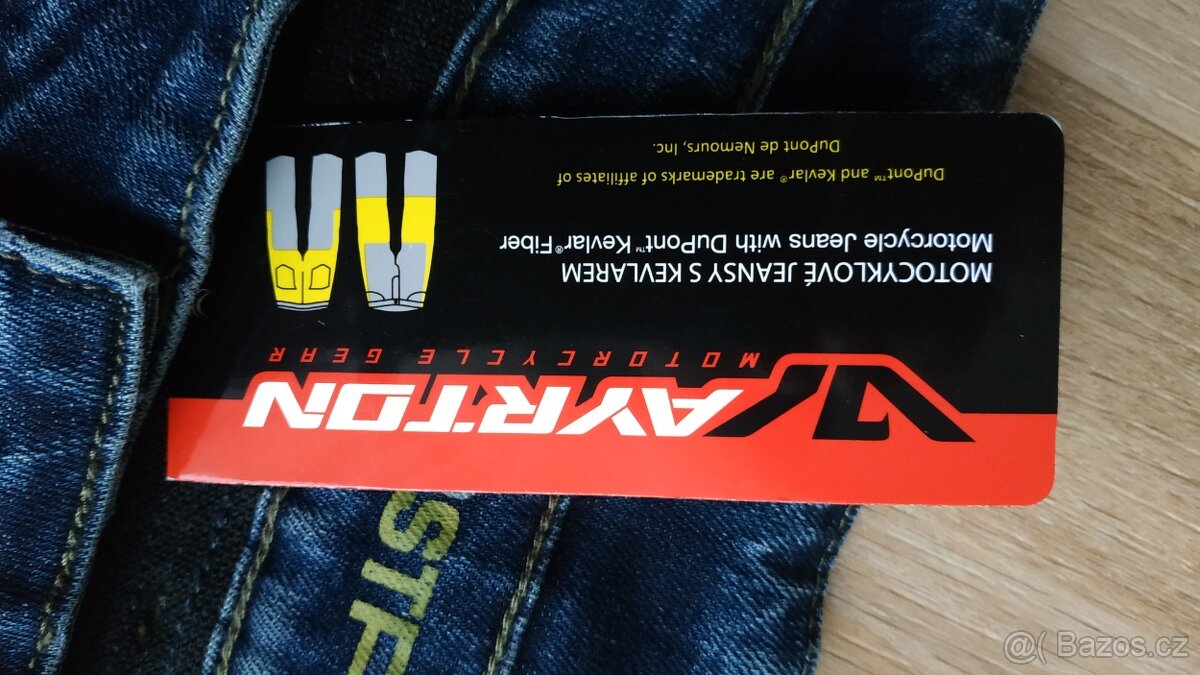 AYRTON
MOTORCYCLE GEAR
MOTOCYKLOVÉ JEANSY S KEVLAREM
Motorcycle Jeans with DuPont™ Kevlar® Fiber
DuPont™ and Kevlar® are trademarks of affiliates of
DuPont de Nemours, Inc.
STR
Bazos.cz